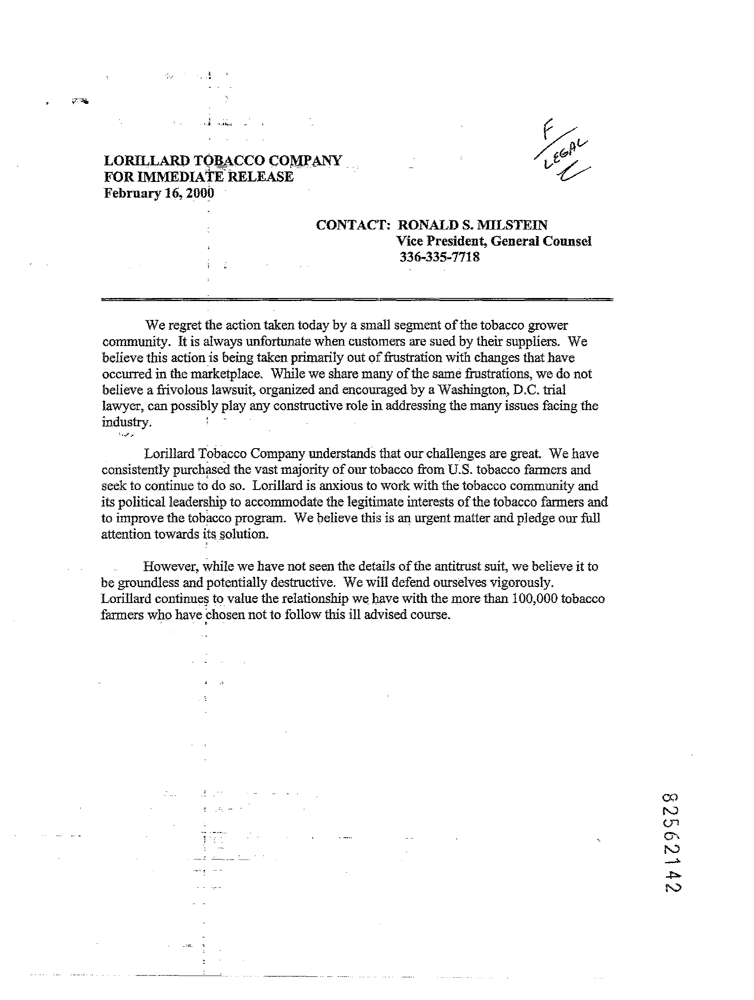 F
LEGAL
LORILLARD TOBACCO COMPANY
FOR IMMEDIATE RELEASE
February 16, 2000
CONTACT: RONALD S. MILSTEIN
Vice President, General Counsel
336-335-7718
We regret the action taken today by a small segment of the tobacco grower
community. It is always unfortunate when customers are sued by their suppliers. We
believe this action is being taken primarily out of frustration with changes that have
occurred in the marketplace. While we share many of the same frustrations, we do not
believe a frivolous lawsuit, organized and encouraged by a Washington, D.C. trial
lawyer, can possibly play any constructive role in addressing the many issues facing the
industry.
Lorillard Tobacco Company understands that our challenges are great. We have
consistently purchased the vast majority of our tobacco from U.S. tobacco farmers and
seek to continue to do so. Lorillard is anxious to work with the tobacco community and
its political leadership to accommodate the legitimate interests of the tobacco farmers and
to improve the tobacco program. We believe this is an urgent matter and pledge our full
attention towards its solution.
However, while we have not seen the details of the antitrust suit, we believe it to
be groundless and potentially destructive. We will defend ourselves vigorously.
Lorillard continues to value the relationship we have with the more than 100,000 tobacco
farmers who have chosen not to follow this ill advised course.
82562142